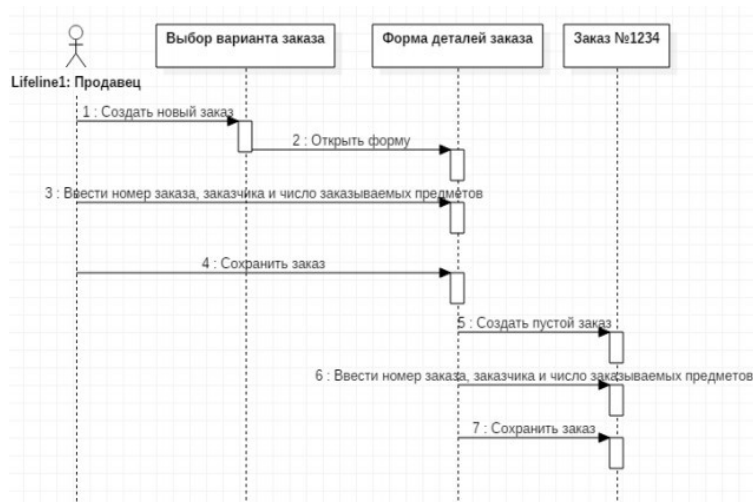 Выбор варианта заказа
Форма деталей заказа
Заказ №1234
Lifeline1: Продавец
1 : Создать новый заказ
2 : Открыть форму
3 : Ввести номер заказа, заказчика и число заказываемых предметов
4 : Сохранить заказ
5 : Создать пустой заказ
6 : Ввести номер заказа, заказчика и число заказываемых предметов
7 : Сохранить заказ